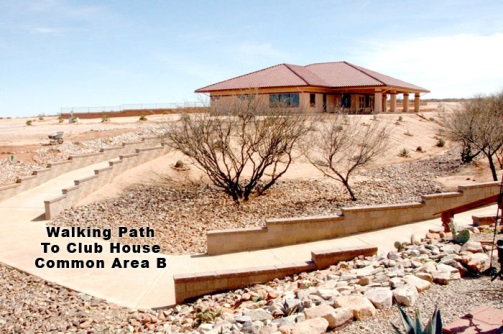 Walking Path
To Club House
Common Area B